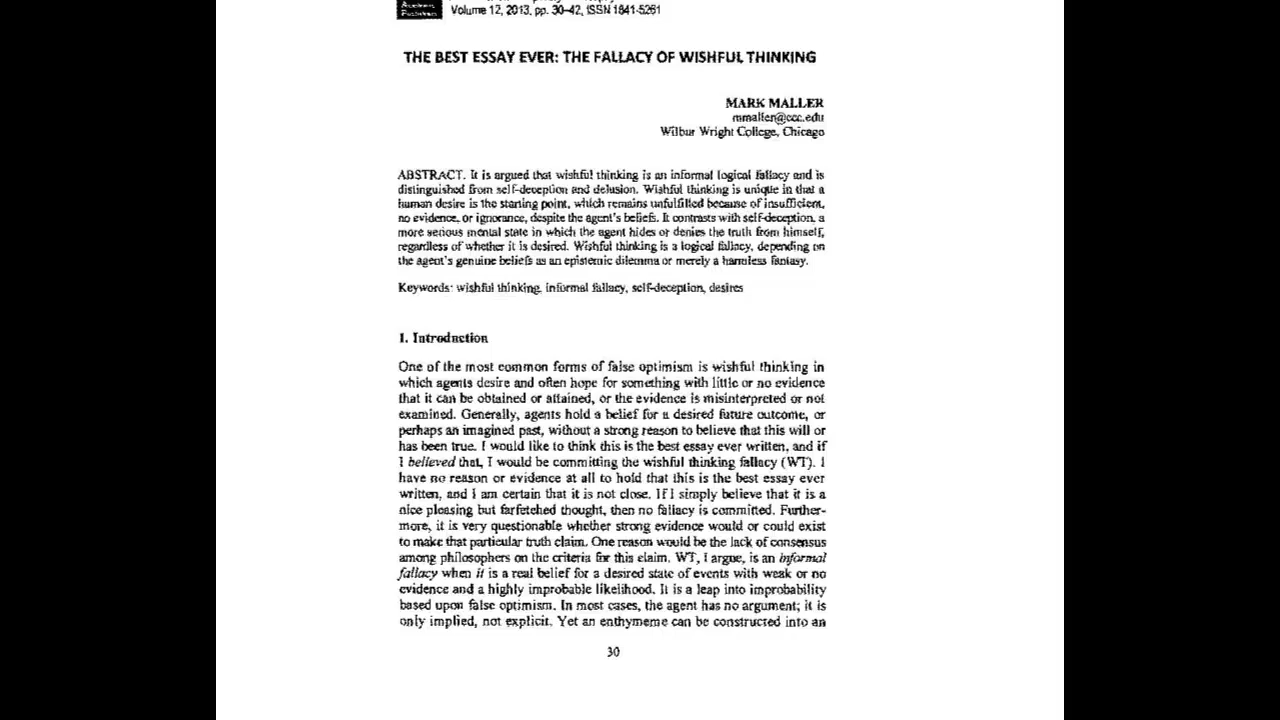 Volume 12, 2013, pp. 30–42, ISSN 1841-5261
THE BEST ESSAY EVER: THE FALLACY OF WISHFUL THINKING
MARK MALLER
mmaller@ccc.edu
Wilbur Wright College, Chicago
ABSTRACT. It is argued that wishful thinking is an informal logical fallacy and is
distinguished from self-deception and delusion. Wishful thinking is unique in that a
human desire is the starting point, which remains unfulfilled because of insufficient,
no evidence, or ignorance, despite the agent's beliefs. It contrasts with self-deception, a
more serious mental state in which the agent hides or denies the truth from himself,
regardless of whether it is desired. Wishful thinking is a logical fallacy, depending on
the agent's genuine beliefs as an epistemic dilemma or merely a harmless fantasy.
Keywords: wishful thinking, informal fallacy, self-deception, desires
1. Introduction
One of the most common forms of false optimism is wishful thinking in
which agents desire and often hope for something with little or no evidence
that it can be obtained or attained, or the evidence is misinterpreted or not
examined. Generally, agents hold a belief for a desired future outcome, or
perhaps an imagined past, without a strong reason to believe that this will or
has been true. I would like to think this is the best essay ever written, and if
I believed that, I would be committing the wishful thinking fallacy (WT). I
have no reason or evidence at all to hold that this is the best essay ever
written, and I am certain that it is not close. If I simply believe that it is a
nice pleasing but farfetched thought, then no fallacy is committed. Further-
more, it is very questionable whether strong evidence would or could exist
to make that particular truth claim. One reason would be the lack of consensus
among philosophers on the criteria for this claim. WT, I argue, is an informal
fallacy when it is a real belief for a desired state of events with weak or no
evidence and a highly improbable likelihood. It is a leap into improbability
based upon false optimism. In most cases, the agent has no argument; it is
only implied, not explicit. Yet an enthymeme can be constructed into an
30